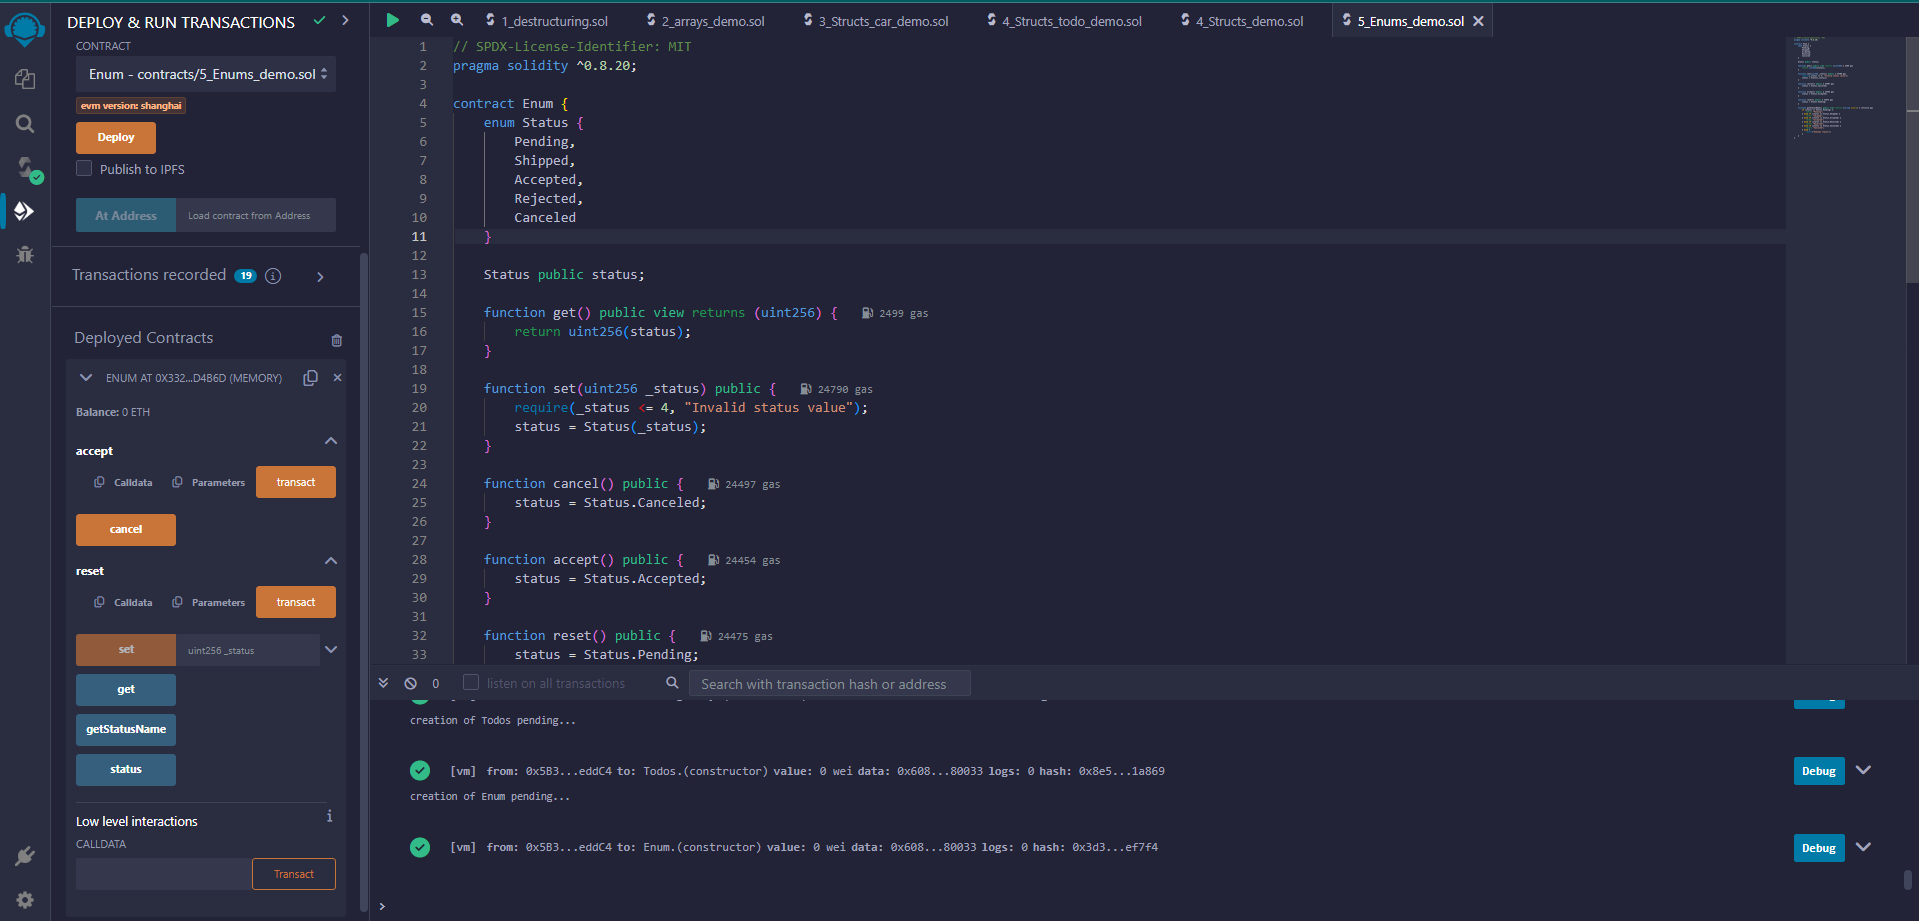 DEPLOY & RUN TRANSACTIONS
CONTRACT
Enum - contracts/5_Enums_demo.sol
evm version: shanghai
Deploy
Publish to IPFS
At Address
Load contract from Address
Transactions recorded 19
Deployed Contracts
ENUM AT 0X332...D4B6D (MEMORY)
Balance: 0 ETH
accept
Calldata
Parameters
transact
cancel
reset
Calldata
Parameters
transact
set
uint256 _status
get
getStatusName
status
Low level interactions
CALLDATA
Transact
1_destructuring.sol
2_arrays_demo.sol
3_Structs_car_demo.sol
4_Structs_todo_demo.sol
4_Structs_demo.sol
5_Enums_demo.sol
1 // SPDX-License-Identifier: MIT
2 pragma solidity ^0.8.20;
3
4 contract Enum {
5 enum Status {
6 Pending,
7 Shipped,
8 Accepted,
9 Rejected,
10 Canceled
11 }
12
13 Status public status;
14
15 function get() public view returns (uint256) { 2499 gas
16 return uint256(status);
17 }
18
19 function set(uint256 _status) public { 24790 gas
20 require(_status <= 4, "Invalid status value");
21 status = Status(_status);
22 }
23
24 function cancel() public { 24497 gas
25 status = Status.Canceled;
26 }
27
28 function accept() public { 24454 gas
29 status = Status.Accepted;
30 }
31
32 function reset() public { 24475 gas
33 status = Status.Pending;
0
listen on all transactions
Search with transaction hash or address
creation of Todos pending...
[vm] from: 0x5B3...eddC4 to: Todos.(constructor) value: 0 wei data: 0x608...80033 logs: 0 hash: 0x8e5...1a869
Debug
creation of Enum pending...
[vm] from: 0x5B3...eddC4 to: Enum.(constructor) value: 0 wei data: 0x608...80033 logs: 0 hash: 0x3d3...ef7f4
Debug
>